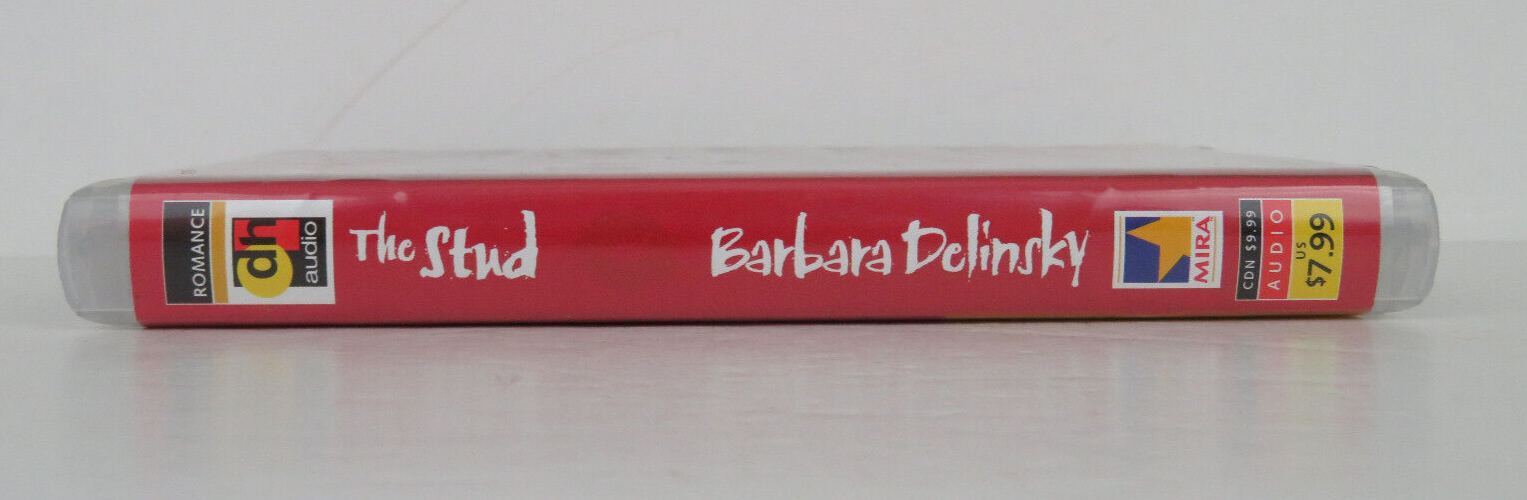 ROMANCE
dh
audio
The Stud
Barbara Delinsky
MIRA
CDN $9.99
AUDIO
US
$7.99